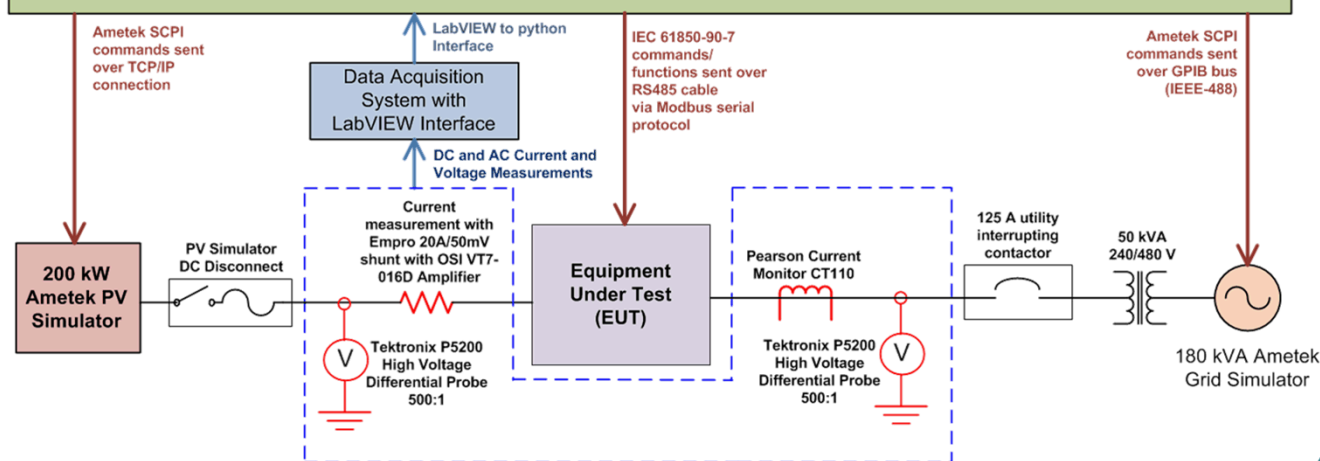 Ametek SCPI
commands sent
over TCP/IP
connection
LabVIEW to python
Interface
IEC 61850-90-7
commands/
functions sent over
RS485 cable
via Modbus serial
protocol
Ametek SCPI
commands sent
over GPIB bus
(IEEE-488)
Data Acquisition
System with
LabVIEW Interface
DC and AC Current and
Voltage Measurements
200 kW
Ametek PV
Simulator
PV Simulator
DC Disconnect
Current
measurement with
Empro 20A/50mV
shunt with OSI VT7-
016D Amplifier
V
Tektronix P5200
High Voltage
Differential Probe
500:1
Equipment
Under Test
(EUT)
Pearson Current
Monitor CT110
Tektronix P5200
High Voltage
Differential Probe
500:1
V
125 A utility
interrupting
contactor
50 kVA
240/480 V
180 kVA Ametek
Grid Simulator